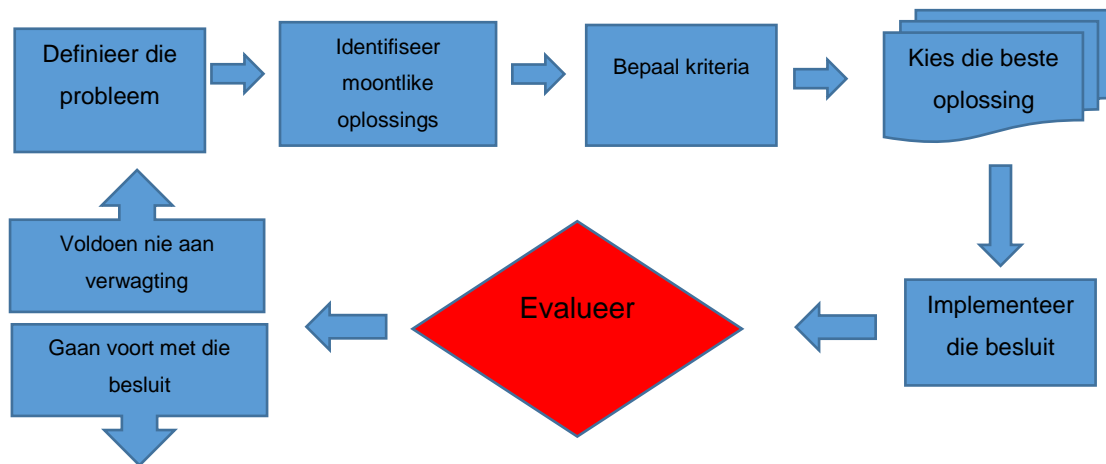 Definieer die
probleem
Identifiseer
moontlike
oplossings
Bepaal kriteria
Kies die beste
oplossing
Implementeer
die besluit
Evalueer
Voldoen nie aan
verwagting
Gaan voort met die
besluit